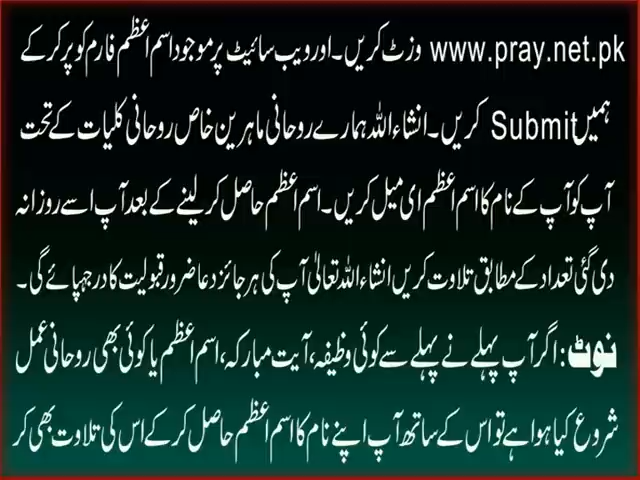 www.pray.net.pk وزٹ کریں۔ اور ویب سائیٹ پر موجود اسم اعظم فارم کو پر کر کے
ہمیں Submit کریں۔ انشاء اللہ ہمارے روحانی ماہرین خاص روحانی کلیات کے تحت
آپ کو آپ کے نام کا اسم اعظم ای میل کریں۔ اسم اعظم حاصل کر لینے کے بعد آپ اسے روزانہ
دی گئی تعداد کے مطابق تلاوت کریں انشاء اللہ تعالیٰ آپ کی ہر جائز دعا ضرور قبولیت کا درجہ پائے گی۔
نوٹ: اگر آپ پہلے نے پہلے سے کوئی وظیفہ، آیت مبارکہ، اسم اعظم یا کوئی بھی روحانی عمل
شروع کیا ہوا ہے تو اس کے ساتھ آپ اپنے نام کا اسم اعظم حاصل کر کے اس کی تلاوت بھی کر